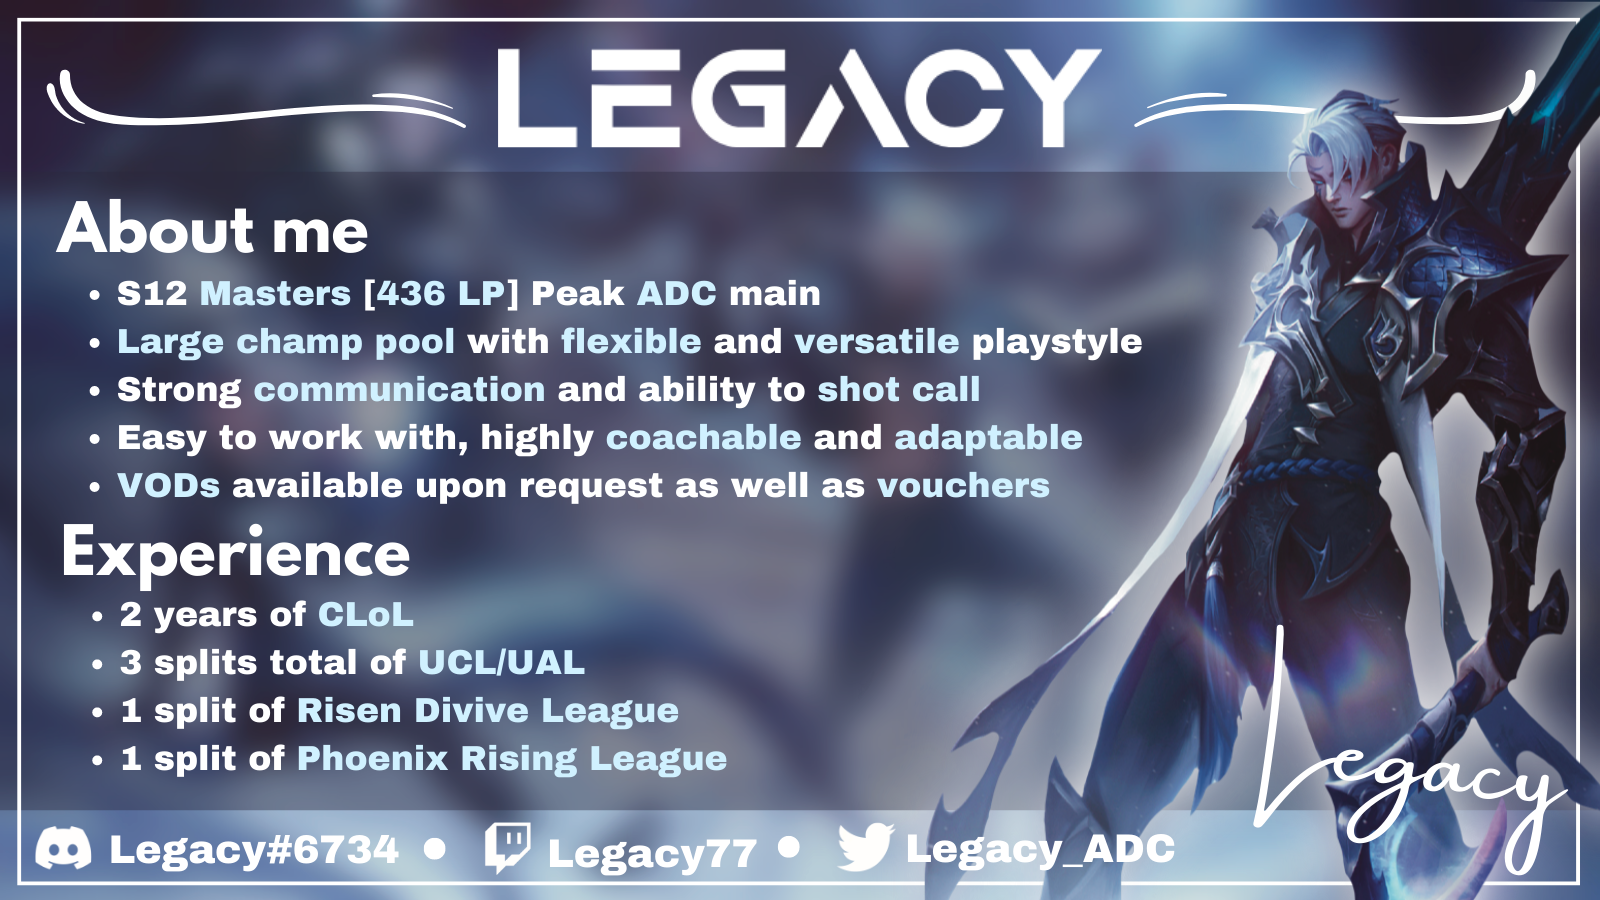 LEGACY
About me
• S12 Masters [436 LP] Peak ADC main
• Large champ pool with flexible and versatile playstyle
• Strong communication and ability to shot call
• Easy to work with, highly coachable and adaptable
• VODs available upon request as well as vouchers
Experience
• 2 years of CLoL
• 3 splits total of UCL/UAL
• 1 split of Risen Divive League
• 1 split of Phoenix Rising League
Legacy
Legacy#6734 • Legacy77 • Legacy_ADC